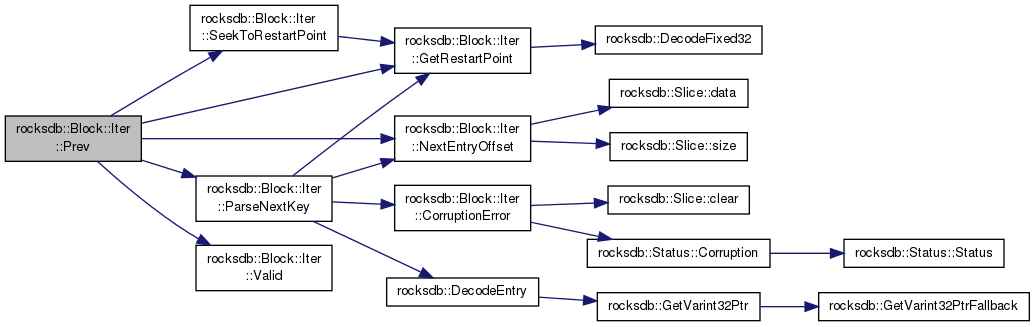 rocksdb::Block::Iter
::Prev
rocksdb::Block::Iter
::SeekToRestartPoint
rocksdb::Block::Iter
::ParseNextKey
rocksdb::Block::Iter
::Valid
rocksdb::Block::Iter
::GetRestartPoint
rocksdb::Block::Iter
::NextEntryOffset
rocksdb::Block::Iter
::CorruptionError
rocksdb::DecodeEntry
rocksdb::DecodeFixed32
rocksdb::Slice::data
rocksdb::Slice::size
rocksdb::Slice::clear
rocksdb::Status::Corruption
rocksdb::GetVarint32Ptr
rocksdb::Status::Status
rocksdb::GetVarint32PtrFallback